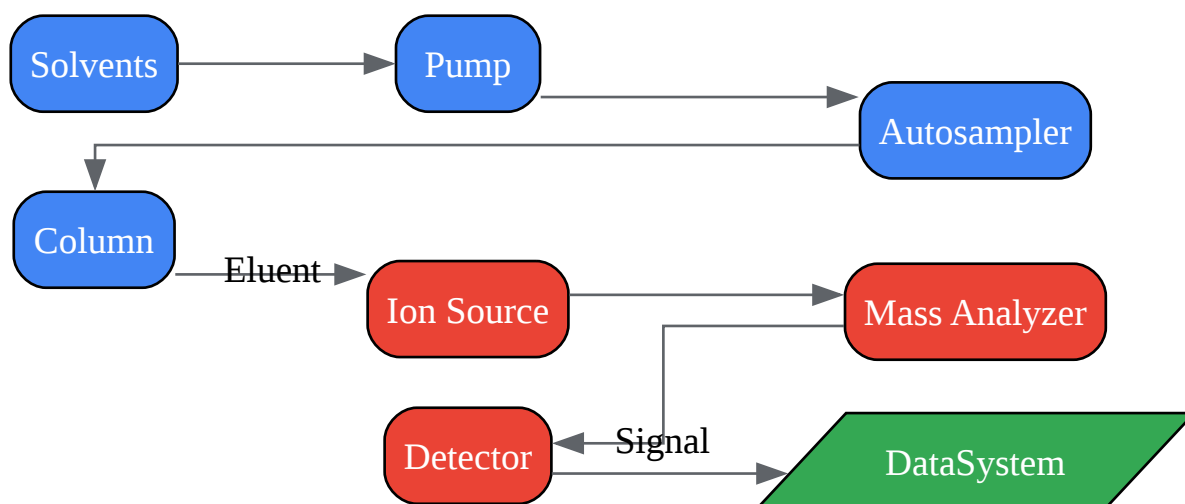 Solvents
Pump
Autosampler
Column
Eluent
Ion Source
Mass Analyzer
Detector
Signal
DataSystem